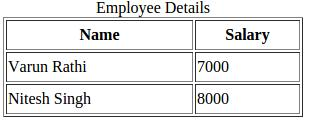 Employee Details
Name Salary
Varun Rathi 7000
Nitesh Singh 8000